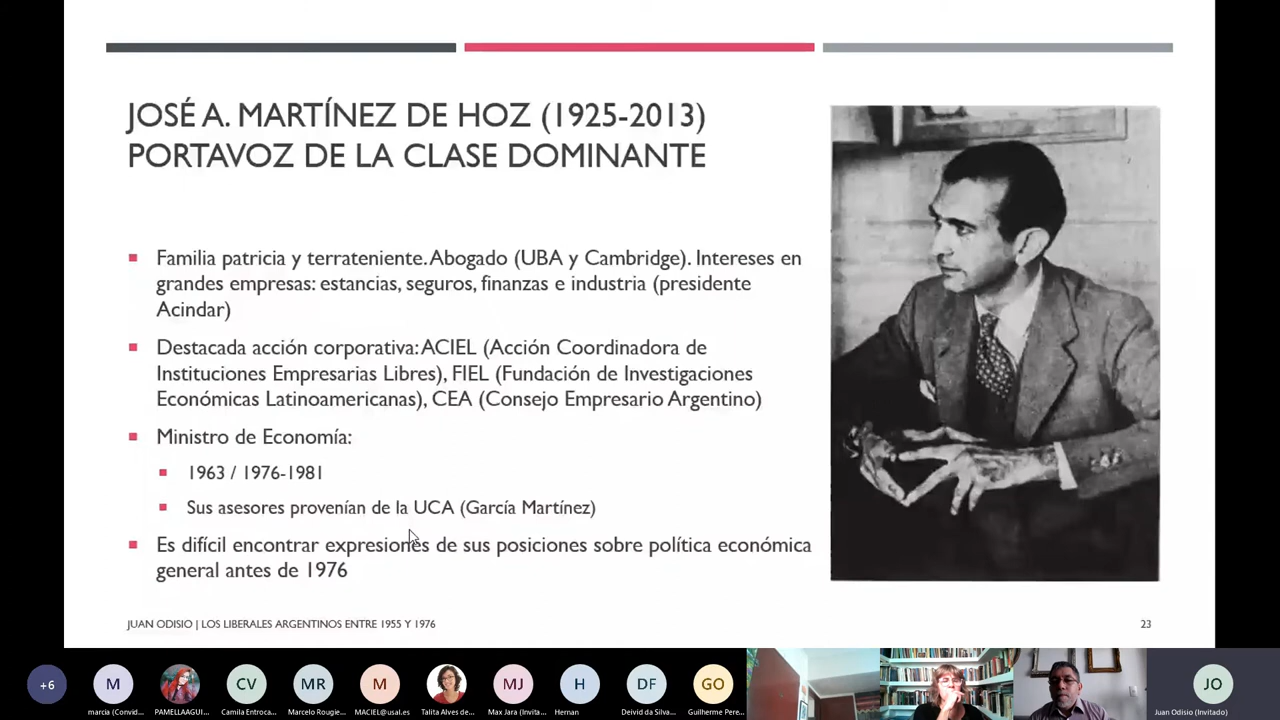 JOSÉ A. MARTÍNEZ DE HOZ (1925-2013)
PORTAVOZ DE LA CLASE DOMINANTE
Familia patricia y terrateniente. Abogado (UBA y Cambridge). Intereses en
grandes empresas: estancias, seguros, finanzas e industria (presidente
Acindar)
Destacada acción corporativa: ACIEL (Acción Coordinadora de
Instituciones Empresarias Libres), FIEL (Fundación de Investigaciones
Económicas Latinoamericanas), CEA (Consejo Empresario Argentino)
Ministro de Economía:
1963 / 1976-1981
Sus asesores provenían de la UCA (García Martínez)
Es difícil encontrar expresiones de sus posiciones sobre política económica
general antes de 1976
JUAN ODISIO | LOS LIBERALES ARGENTINOS ENTRE 1955 Y 1976
23
+6
M
CV
MR
M
MJ
H
DF
GO
JO
marcia (Convid...
PAMELLAAGUI...
Camila Entroca...
Marcelo Rougie...
MACIEL@usal.es
Talita Alves de...
Max Jara (Invita...
Hernan
Deivid da Silva...
Guilherme Pere...
Juan Odisio (Invitado)